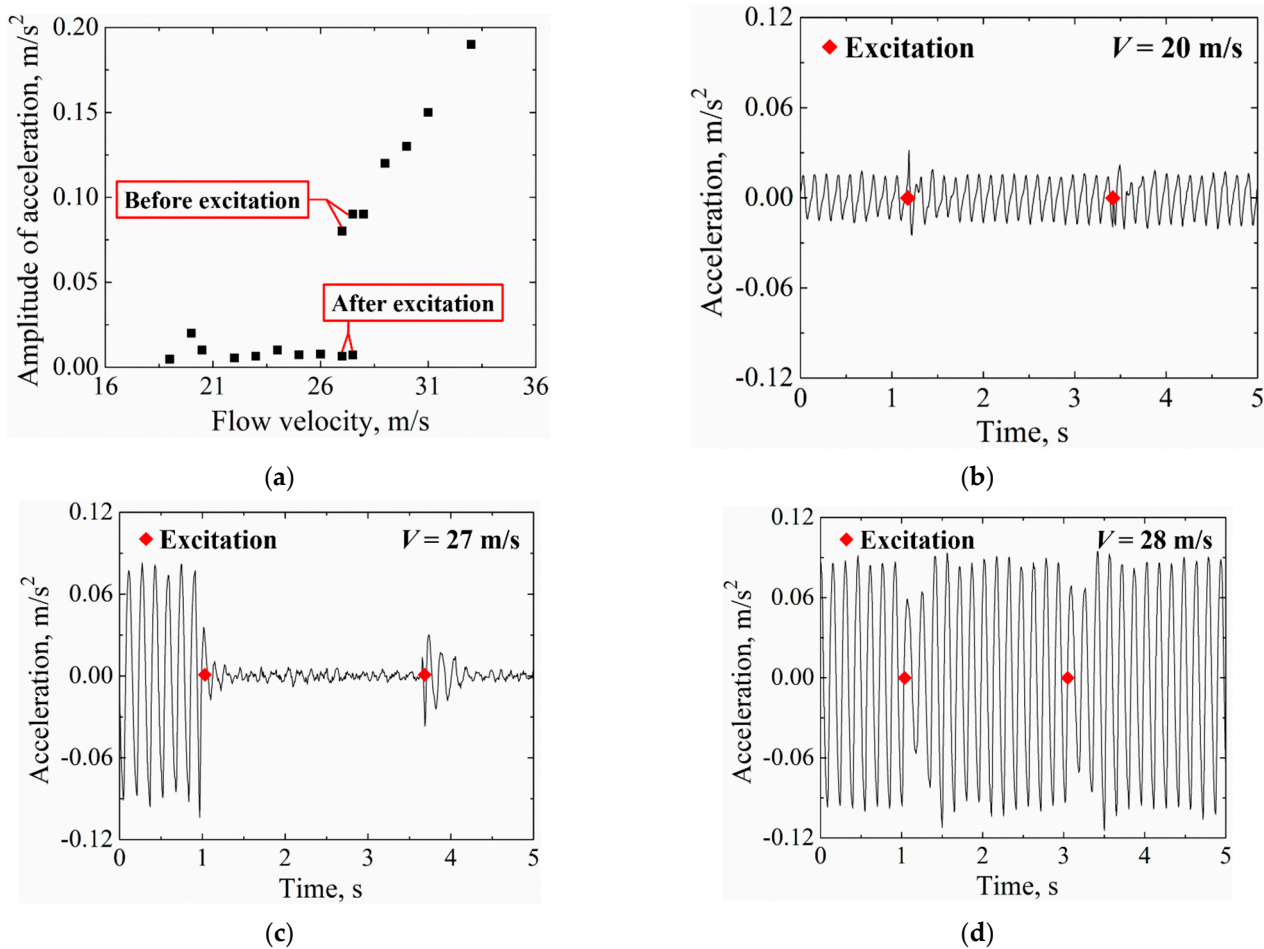 0.20
0.15
0.10
0.05
0.00
Amplitude of acceleration, m/s²
Before excitation
After excitation
16 21 26 31 36
Flow velocity, m/s
(a)
0.12
0.06
0.00
-0.06
-0.12
Acceleration, m/s²
Excitation V = 20 m/s
0 1 2 3 4 5
Time, s
(b)
0.12
0.06
0.00
-0.06
-0.12
Acceleration, m/s²
Excitation V = 27 m/s
0 1 2 3 4 5
Time, s
(c)
0.12
0.06
0.00
-0.06
-0.12
Acceleration, m/s²
Excitation V = 28 m/s
0 1 2 3 4 5
Time, s
(d)